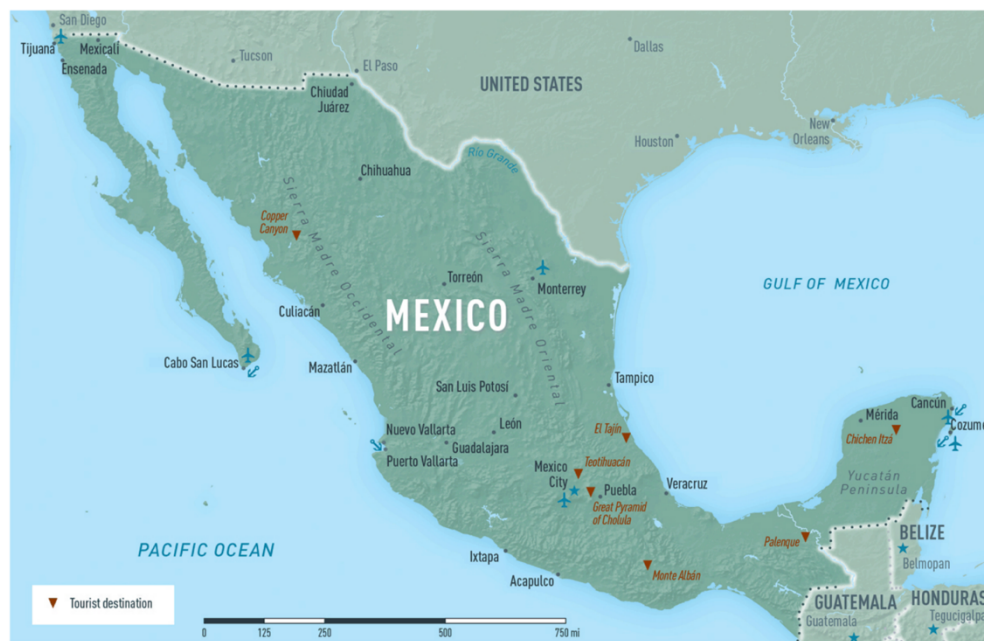 San Diego
Tijuana
Mexicali
Ensenada
Tucson
El Paso
Chiudad
Juárez
Dallas
UNITED STATES
Houston
New
Orleans
Río Grande
Chihuahua
Sierra Madre Occidental
Copper
Canyon
Sierra Madre Oriental
Torreón
Monterrey
GULF OF MEXICO
Culiacán
MEXICO
Cabo San Lucas
Mazatlán
San Luis Potosí
Tampico
Nuevo Vallarta
León
Puerto Vallarta
Guadalajara
El Tajín
Cancún
Mérida
Cozume
Chichen Itzá
Teotihuacán
Mexico
City
Puebla
Veracruz
Great Pyramid
of Cholula
Yucatán
Peninsula
PACIFIC OCEAN
Ixtapa
Acapulco
Monte Albán
Palenque
BELIZE
Belmopan
GUATEMALA
Guatemala
HONDURAS
Tegucigalpa
Tourist destination
0 125 250 500 750 mi